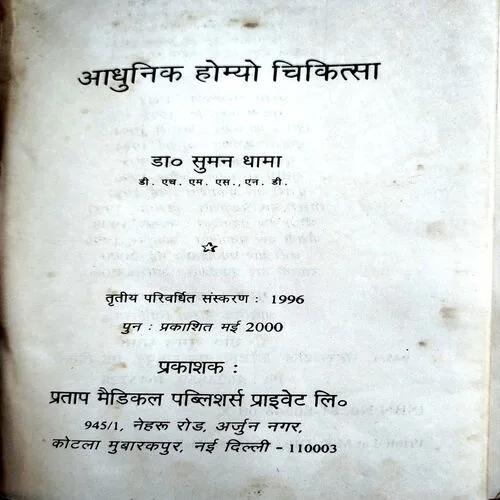 आधुनिक होम्यो चिकित्सा
डा० सुमन धामा
डी. एच. एम. एस., एन. डी.
तृतीय परिवर्धित संस्करण : 1996
पुन : प्रकाशित मई 2000
प्रकाशक :
प्रताप मैडिकल पब्लिशर्स प्राइवेट लि०
945/1, नेहरू रोड, अर्जुन नगर,
कोटला मुबारकपुर, नई दिल्ली - 110003